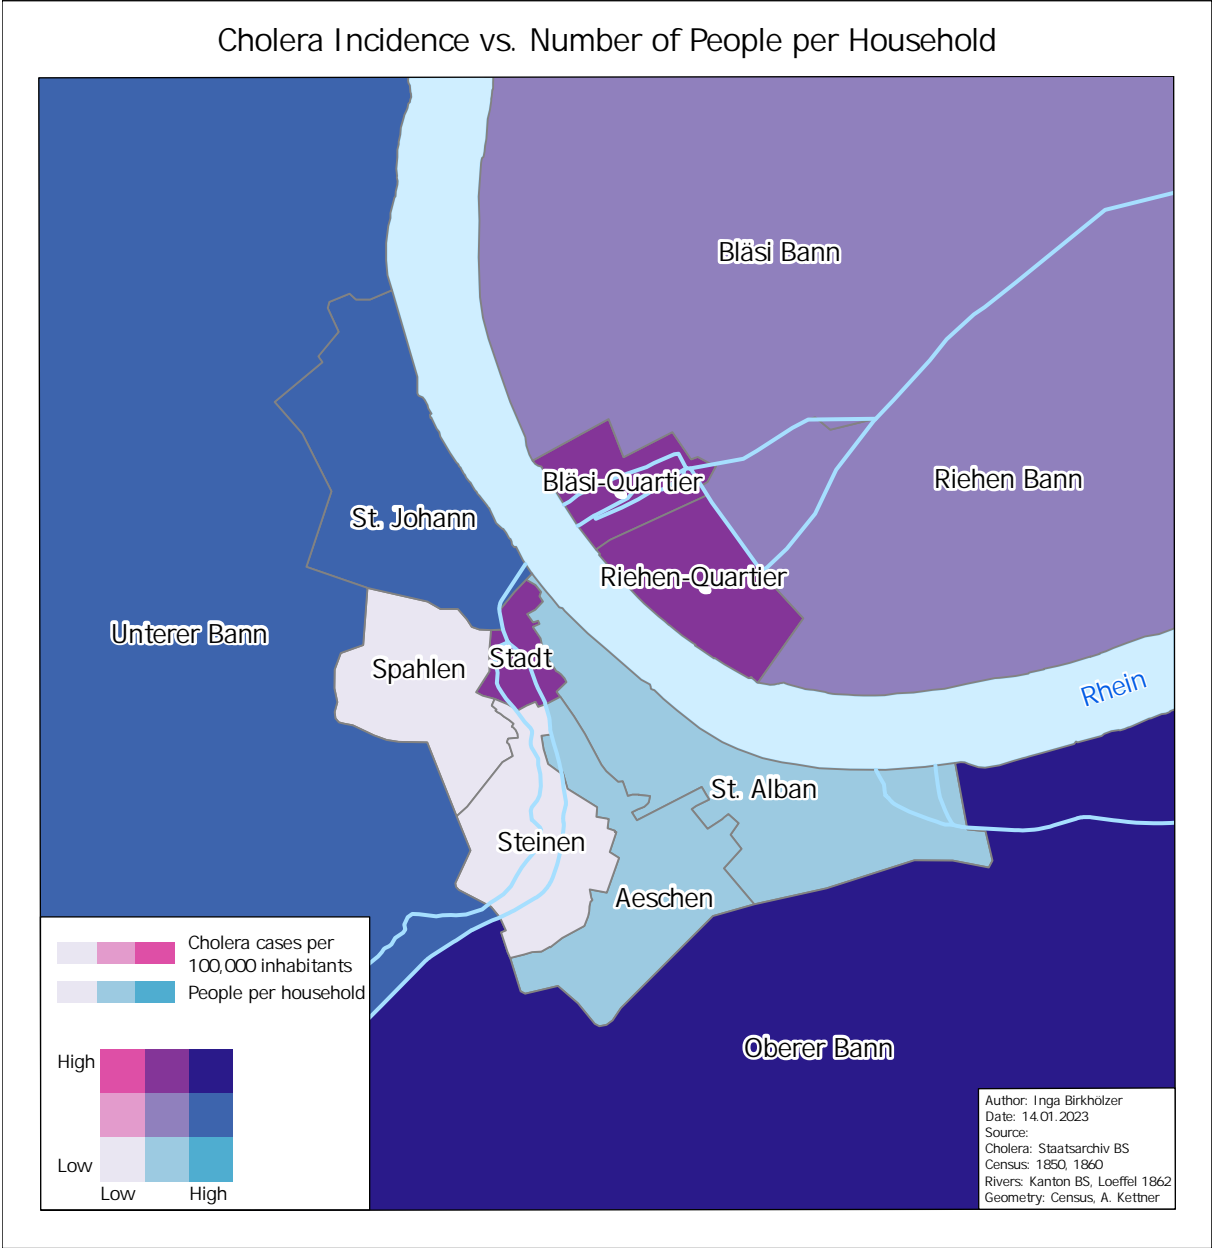 Cholera Incidence vs. Number of People per Household
Bläsi Bann
Riehen Bann
Bläsi-Quartier
St. Johann
Riehen-Quartier
Unterer Bann
Stadt
Spahlen
Rhein
St. Alban
Steinen
Aeschen
Oberer Bann
Cholera cases per
100,000 inhabitants
People per household
High
Low
Low High
Author: Inga Birkhölzer
Date: 14.01.2023
Source:
Cholera: Staatsarchiv BS
Census: 1850, 1860
Rivers: Kanton BS, Loeffel 1862
Geometry: Census, A. Kettner